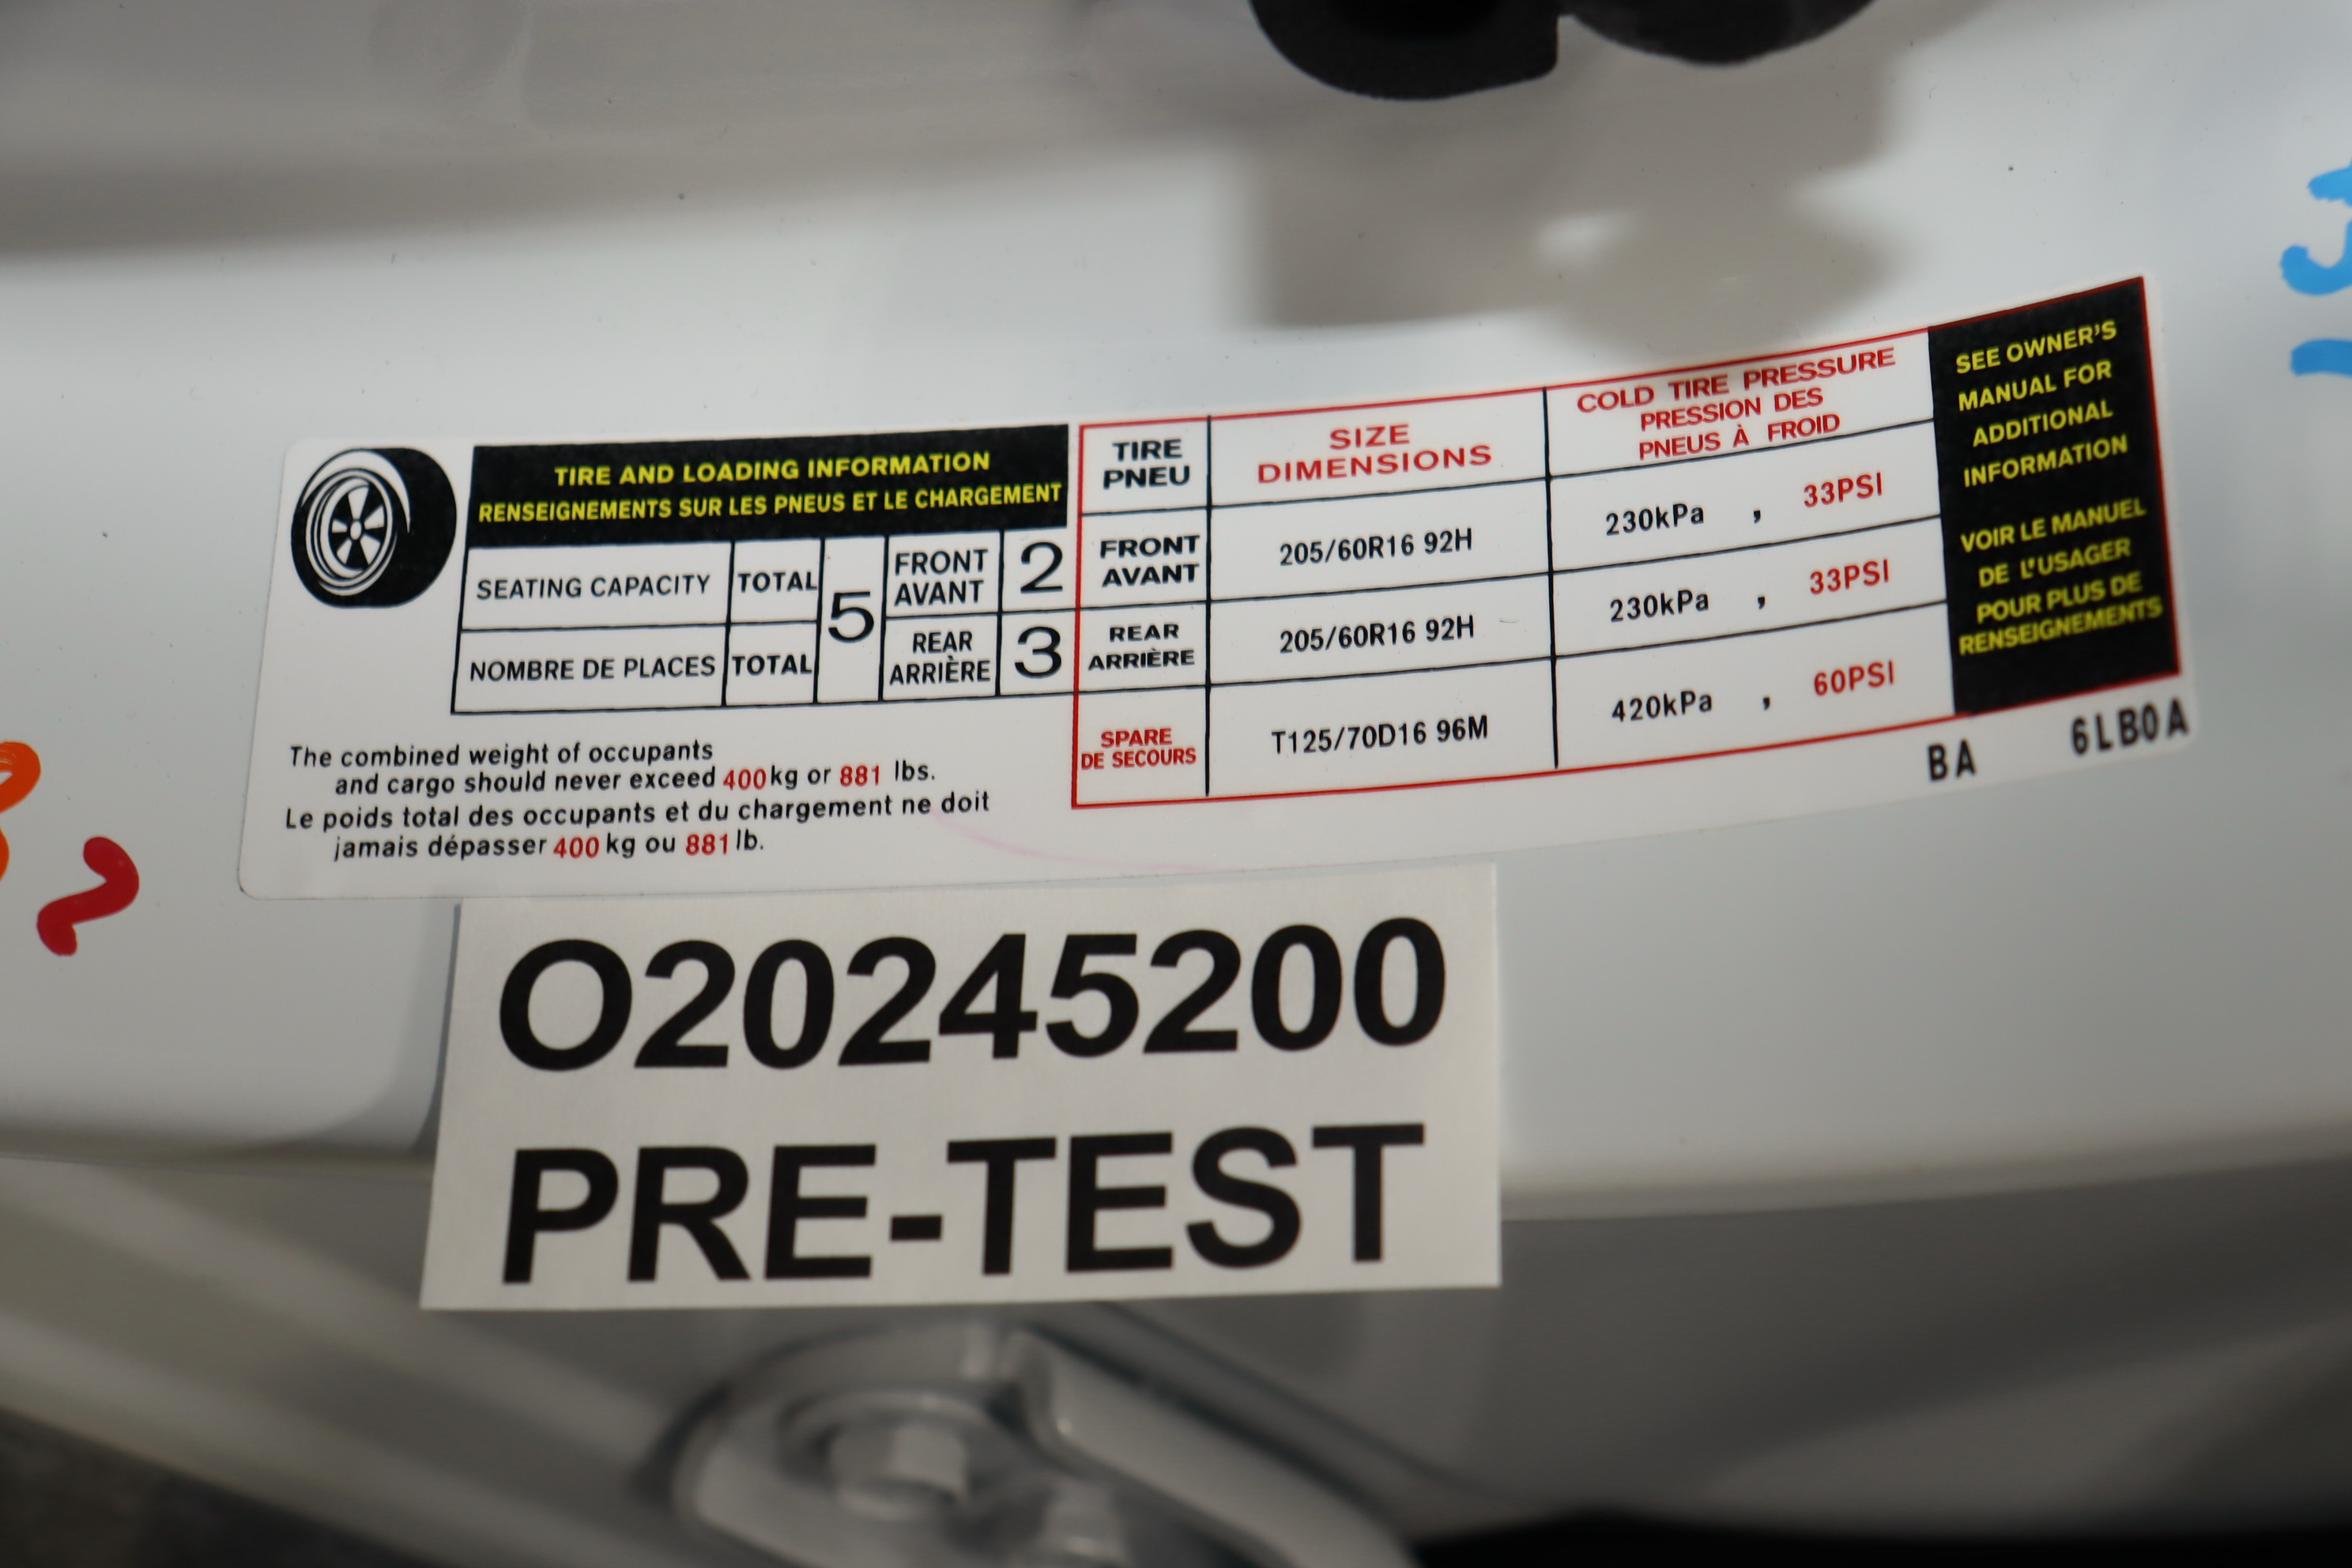 TIRE AND LOADING INFORMATION
RENSEIGNEMENTS SUR LES PNEUS ET LE CHARGEMENT
SEATING CAPACITY TOTAL 5 FRONT AVANT 2
NOMBRE DE PLACES TOTAL REAR ARRIÈRE 3
The combined weight of occupants
and cargo should never exceed 400kg or 881 lbs.
Le poids total des occupants et du chargement ne doit
jamais dépasser 400 kg ou 881 lb.
TIRE PNEU SIZE DIMENSIONS COLD TIRE PRESSURE PRESSION DES PNEUS À FROID
FRONT AVANT 205/60R16 92H 230kPa , 33PSI
REAR ARRIÈRE 205/60R16 92H 230kPa , 33PSI
SPARE DE SECOURS T125/70D16 96M 420kPa , 60PSI
SEE OWNER'S
MANUAL FOR
ADDITIONAL
INFORMATION
VOIR LE MANUEL
DE L'USAGER
POUR PLUS DE
RENSEIGNEMENTS
BA 6LB0A
O20245200
PRE-TEST